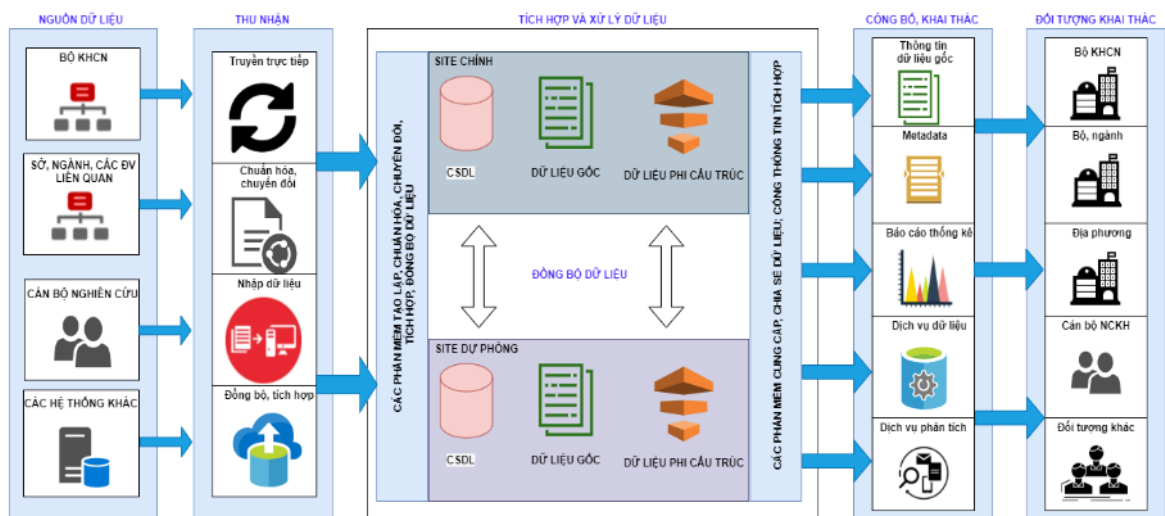 NGUỒN DỮ LIỆU
THU NHẬN
TÍCH HỢP VÀ XỬ LÝ DỮ LIỆU
CÔNG BỐ, KHAI THÁC
ĐỐI TƯỢNG KHAI THÁC
BỘ KHCN
SỞ, NGÀNH, CÁC ĐV
LIÊN QUAN
CÁN BỘ NGHIÊN CỨU
CÁC HỆ THỐNG KHÁC
Truyền trực tiếp
Chuẩn hóa,
chuyển đổi
Nhập dữ liệu
Đồng bộ, tích hợp
CÁC PHẦN MỀM TẠO LẬP, CHUẨN HÓA, CHUYỂN ĐỔI,
TÍCH HỢP, ĐỒNG BỘ DỮ LIỆU
SITE CHÍNH
CSDL
DỮ LIỆU GỐC
DỮ LIỆU PHI CẤU TRÚC
ĐỒNG BỘ DỮ LIỆU
SITE DỰ PHÒNG
CSDL
DỮ LIỆU GỐC
DỮ LIỆU PHI CẤU TRÚC
CÁC PHẦN MỀM CUNG CẤP, CHIA SẺ DỮ LIỆU; CỔNG THÔNG TIN TÍCH HỢP
Thông tin
dữ liệu gốc
Metadata
Báo cáo thống kê
Dịch vụ dữ liệu
Dịch vụ phân tích
Bộ KHCN
Bộ, ngành
Địa phương
Cán bộ NCKH
Đối tượng khác